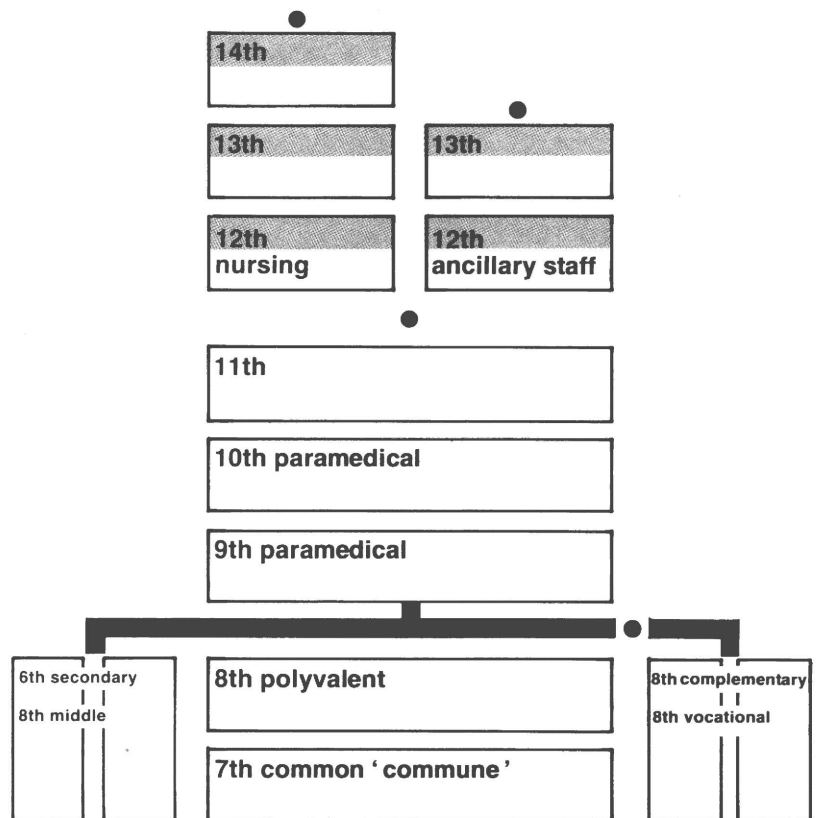 14th
13th
13th
12th
nursing
12th
ancillary staff
11th
10th paramedical
9th paramedical
6th secondary
8th middle
8th polyvalent
8th complementary
8th vocational
7th common ‘commune’